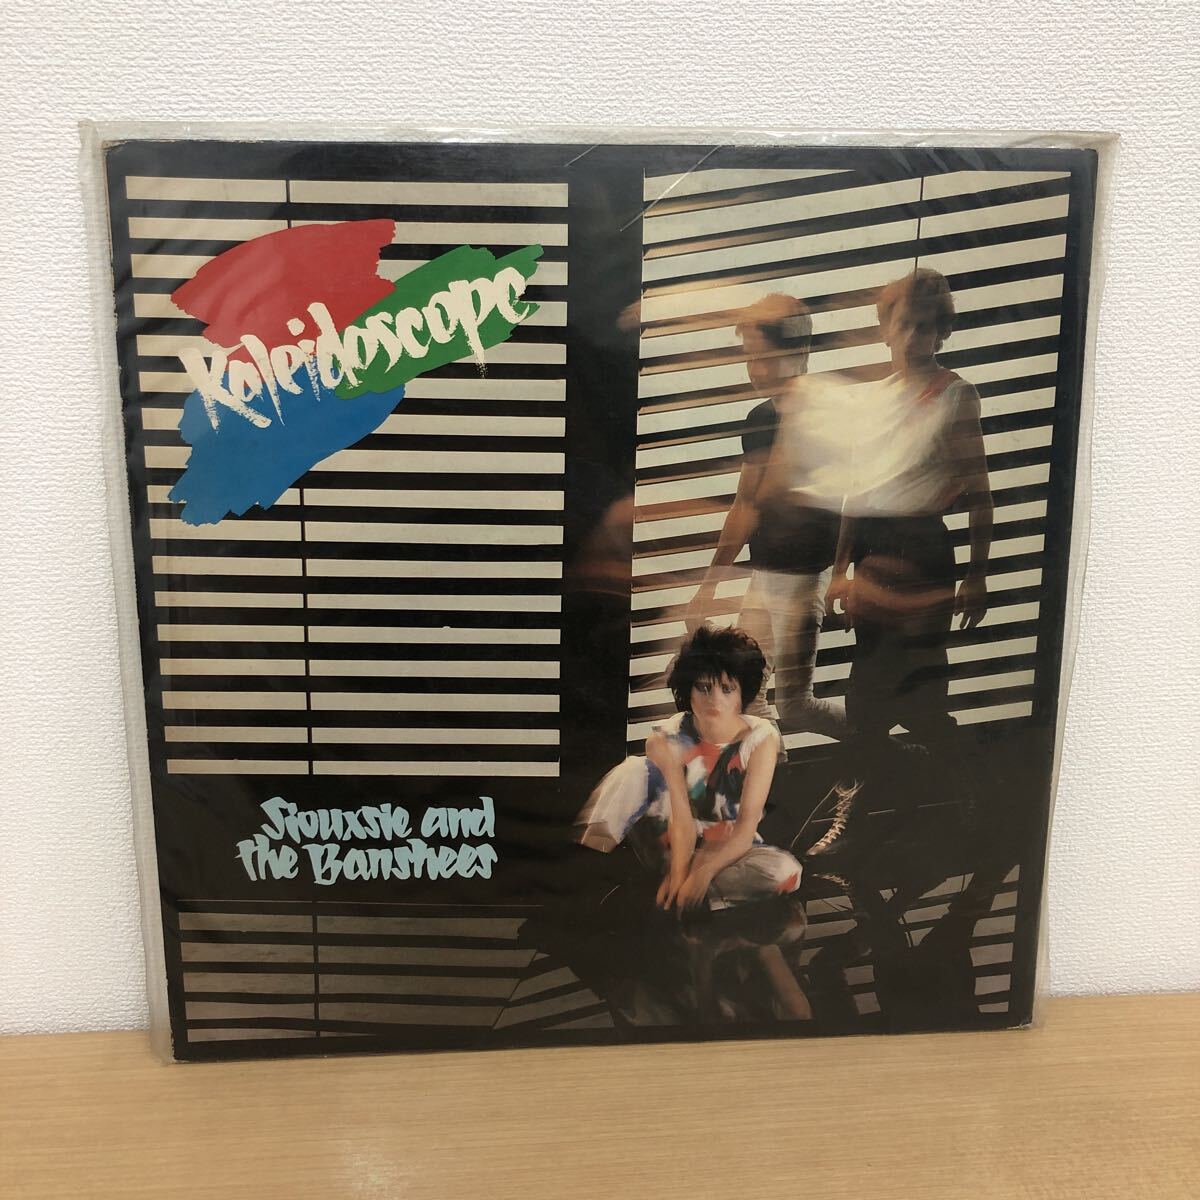 Kaleidoscope
Siouxsie and
the Banshees